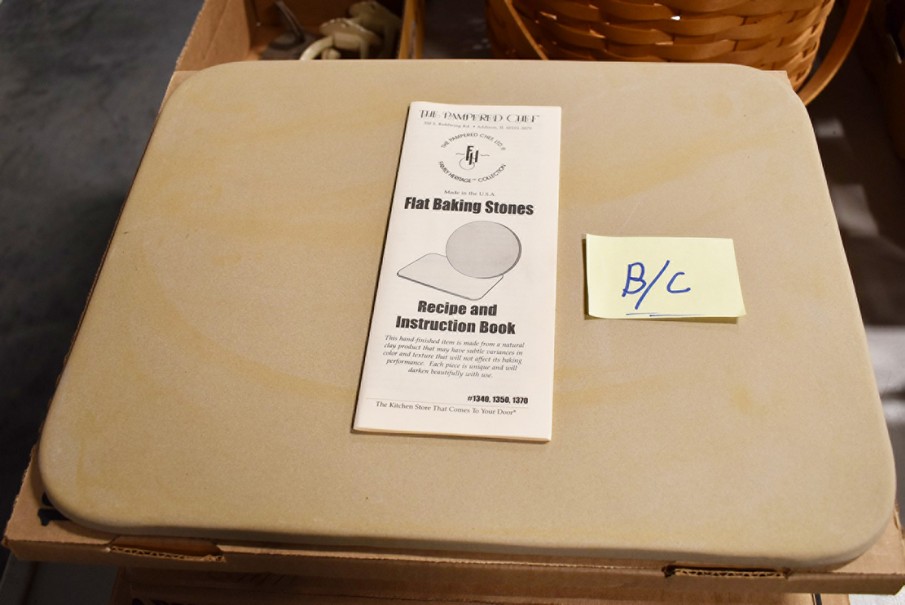 THE PAMPERED CHEF®
THE PAMPERED CHEF, LTD.®
FH
FAMILY HERITAGE™ COLLECTION
Made in the U.S.A.
Flat Baking Stones
Recipe and
Instruction Book
This hand-finished item is made from a natural
clay product that may have subtle variances in
color and texture that will not affect its baking
performance. Each piece is unique and will
darken beautifully with use.
#1340, 1350, 1370
The Kitchen Store That Comes To Your Door®
B/C